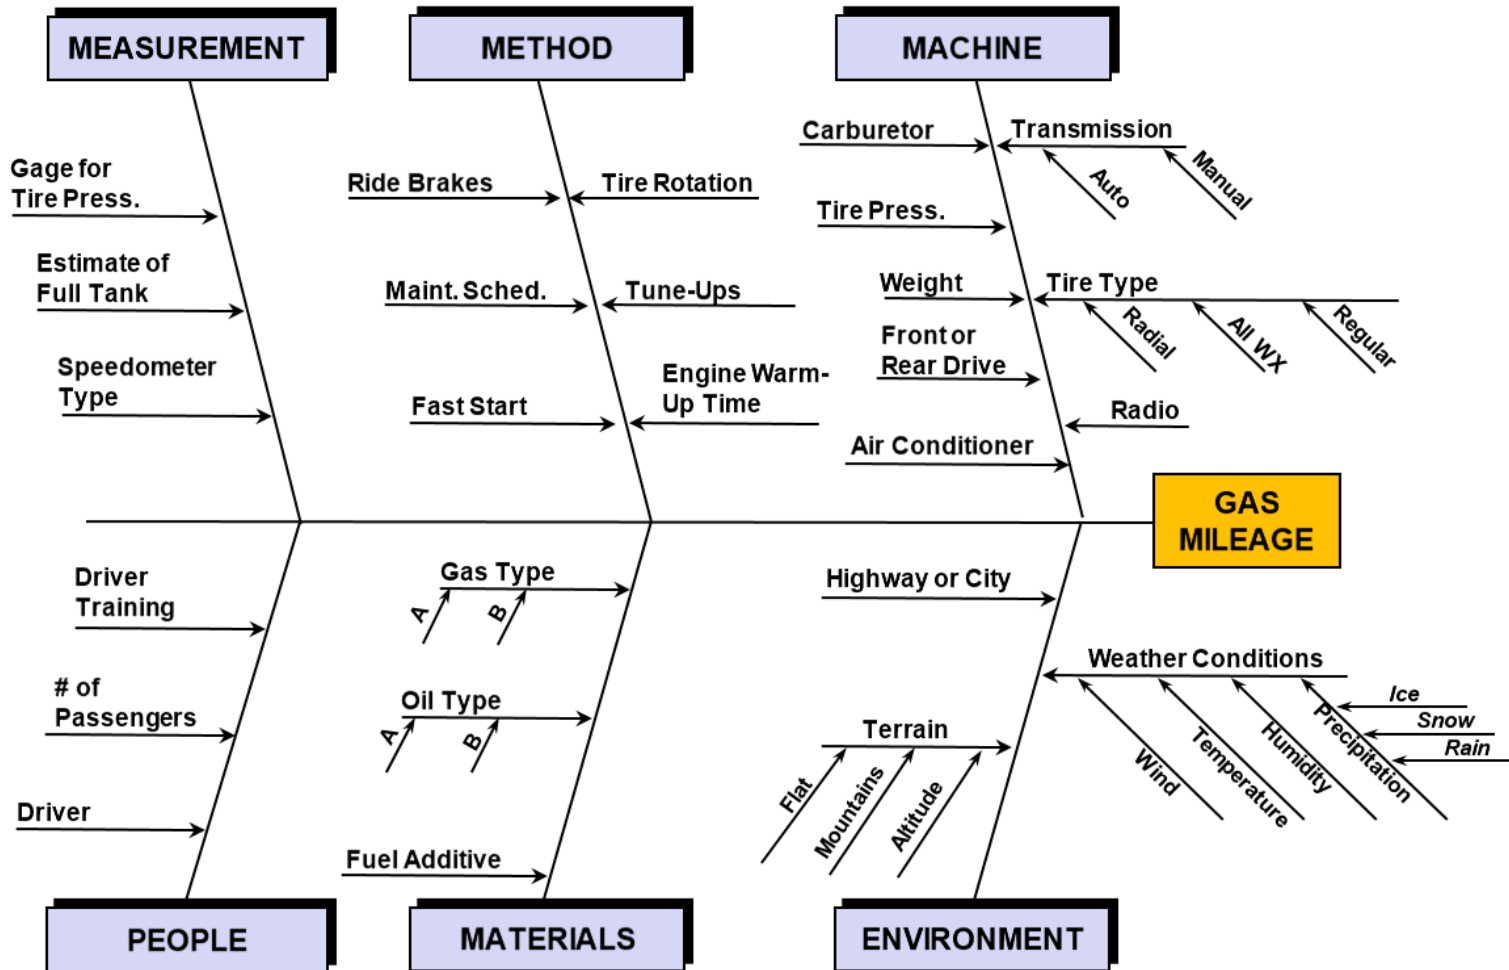 MEASUREMENT
METHOD
MACHINE
Gage for
Tire Press.
Estimate of
Full Tank
Speedometer
Type
Ride Brakes
Tire Rotation
Maint. Sched.
Tune-Ups
Fast Start
Engine Warm-
Up Time
Carburetor
Transmission
Auto
Manual
Tire Press.
Weight
Tire Type
Radial
All WX
Regular
Front or
Rear Drive
Radio
Air Conditioner
GAS
MILEAGE
Driver
Training
# of
Passengers
Driver
Gas Type
A
B
Oil Type
A
B
Fuel Additive
Highway or City
Weather Conditions
Wind
Temperature
Humidity
Precipitation
Ice
Snow
Rain
Terrain
Flat
Mountains
Altitude
PEOPLE
MATERIALS
ENVIRONMENT